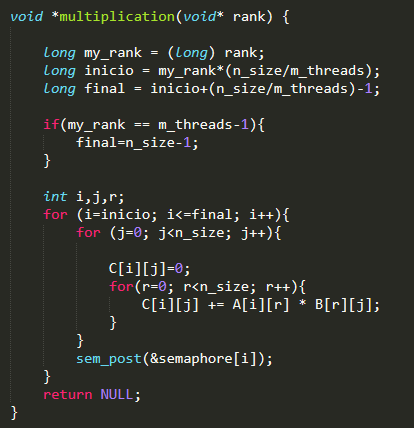 void *multiplication(void* rank) {
long my_rank = (long) rank;
long inicio = my_rank*(n_size/m_threads);
long final = inicio+(n_size/m_threads)-1;
if(my_rank == m_threads-1){
final=n_size-1;
}
int i,j,r;
for (i=inicio; i<=final; i++){
for (j=0; j<n_size; j++){
C[i][j]=0;
for(r=0; r<n_size; r++){
C[i][j] += A[i][r] * B[r][j];
}
}
sem_post(&semaphore[i]);
}
return NULL;
}